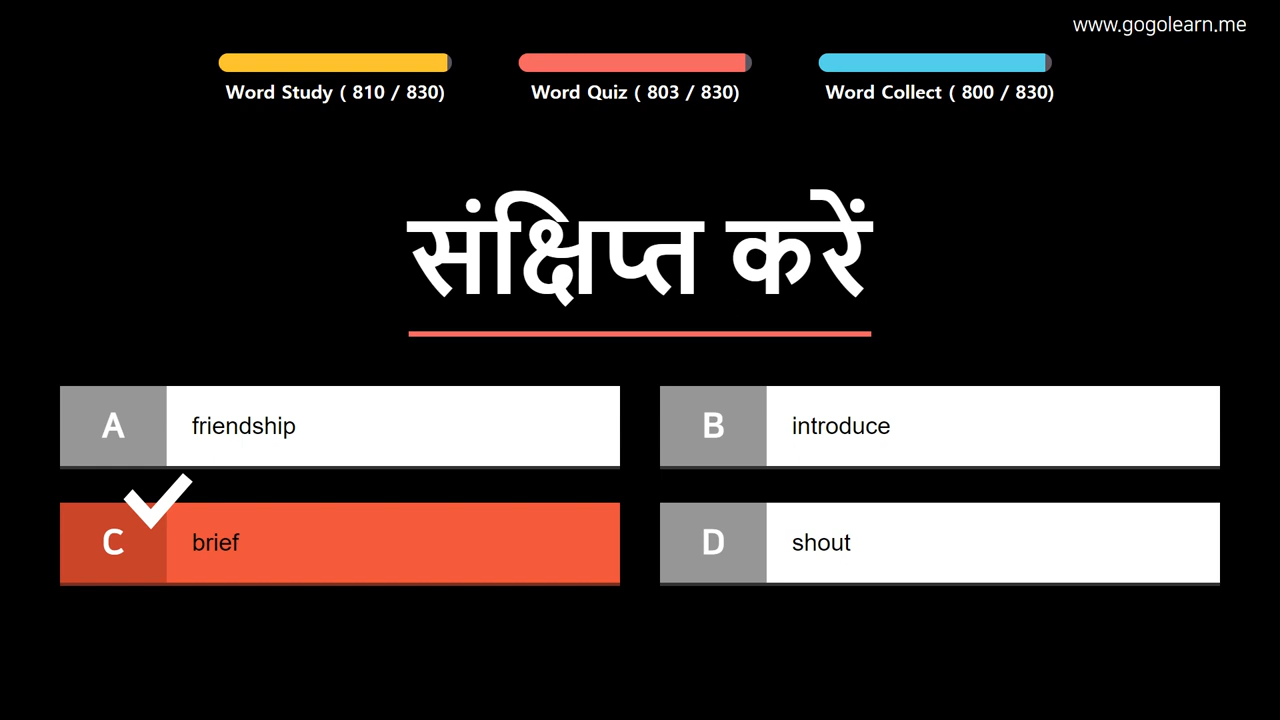 www.gogolearn.me
Word Study ( 810 / 830)
Word Quiz ( 803 / 830)
Word Collect ( 800 / 830)
संक्षिप्त करें
A friendship
B introduce
C brief
D shout